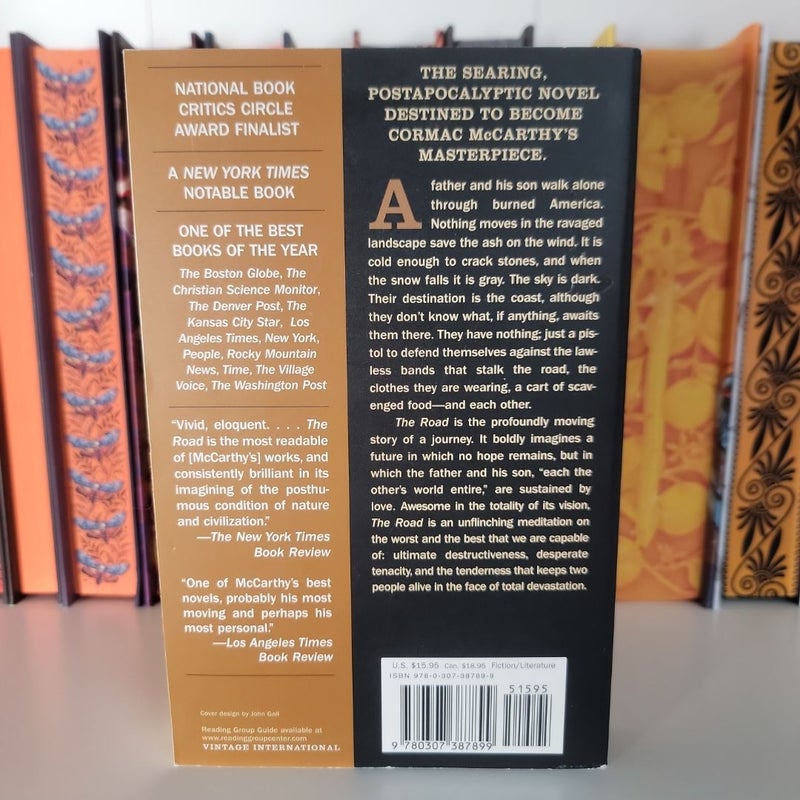 NATIONAL BOOK
CRITICS CIRCLE
AWARD FINALIST
A NEW YORK TIMES
NOTABLE BOOK
ONE OF THE BEST
BOOKS OF THE YEAR
The Boston Globe, The
Christian Science Monitor,
The Denver Post, The
Kansas City Star, Los
Angeles Times, New York,
People, Rocky Mountain
News, Time, The Village
Voice, The Washington Post
“Vivid, eloquent. . . . The
Road is the most readable
of [McCarthy’s] works, and
consistently brilliant in its
imagining of the posthu-
mous condition of nature
and civilization.”
—The New York Times
Book Review
“One of McCarthy’s best
novels, probably his most
moving and perhaps his
most personal.”
—Los Angeles Times
Book Review
Cover design by John Gall
Reading Group Guide available at
www.readinggroupcenter.com
VINTAGE INTERNATIONAL
THE SEARING,
POSTAPOCALYPTIC NOVEL
DESTINED TO BECOME
CORMAC McCARTHY’S
MASTERPIECE.
A father and his son walk alone
through burned America.
Nothing moves in the ravaged
landscape save the ash on the wind. It is
cold enough to crack stones, and when
the snow falls it is gray. The sky is dark.
Their destination is the coast, although
they don’t know what, if anything, awaits
them there. They have nothing; just a pis-
tol to defend themselves against the law-
less bands that stalk the road, the
clothes they are wearing, a cart of scav-
enged food—and each other.
The Road is the profoundly moving
story of a journey. It boldly imagines a
future in which no hope remains, but in
which the father and his son, “each the
other’s world entire,” are sustained by
love. Awesome in the totality of its vision,
The Road is an unflinching meditation on
the worst and the best that we are capable
of: ultimate destructiveness, desperate
tenacity, and the tenderness that keeps two
people alive in the face of total devastation.
U.S. $15.95 Can. $18.95 Fiction/Literature
ISBN 978-0-307-38789-9
51595
9 780307 387899